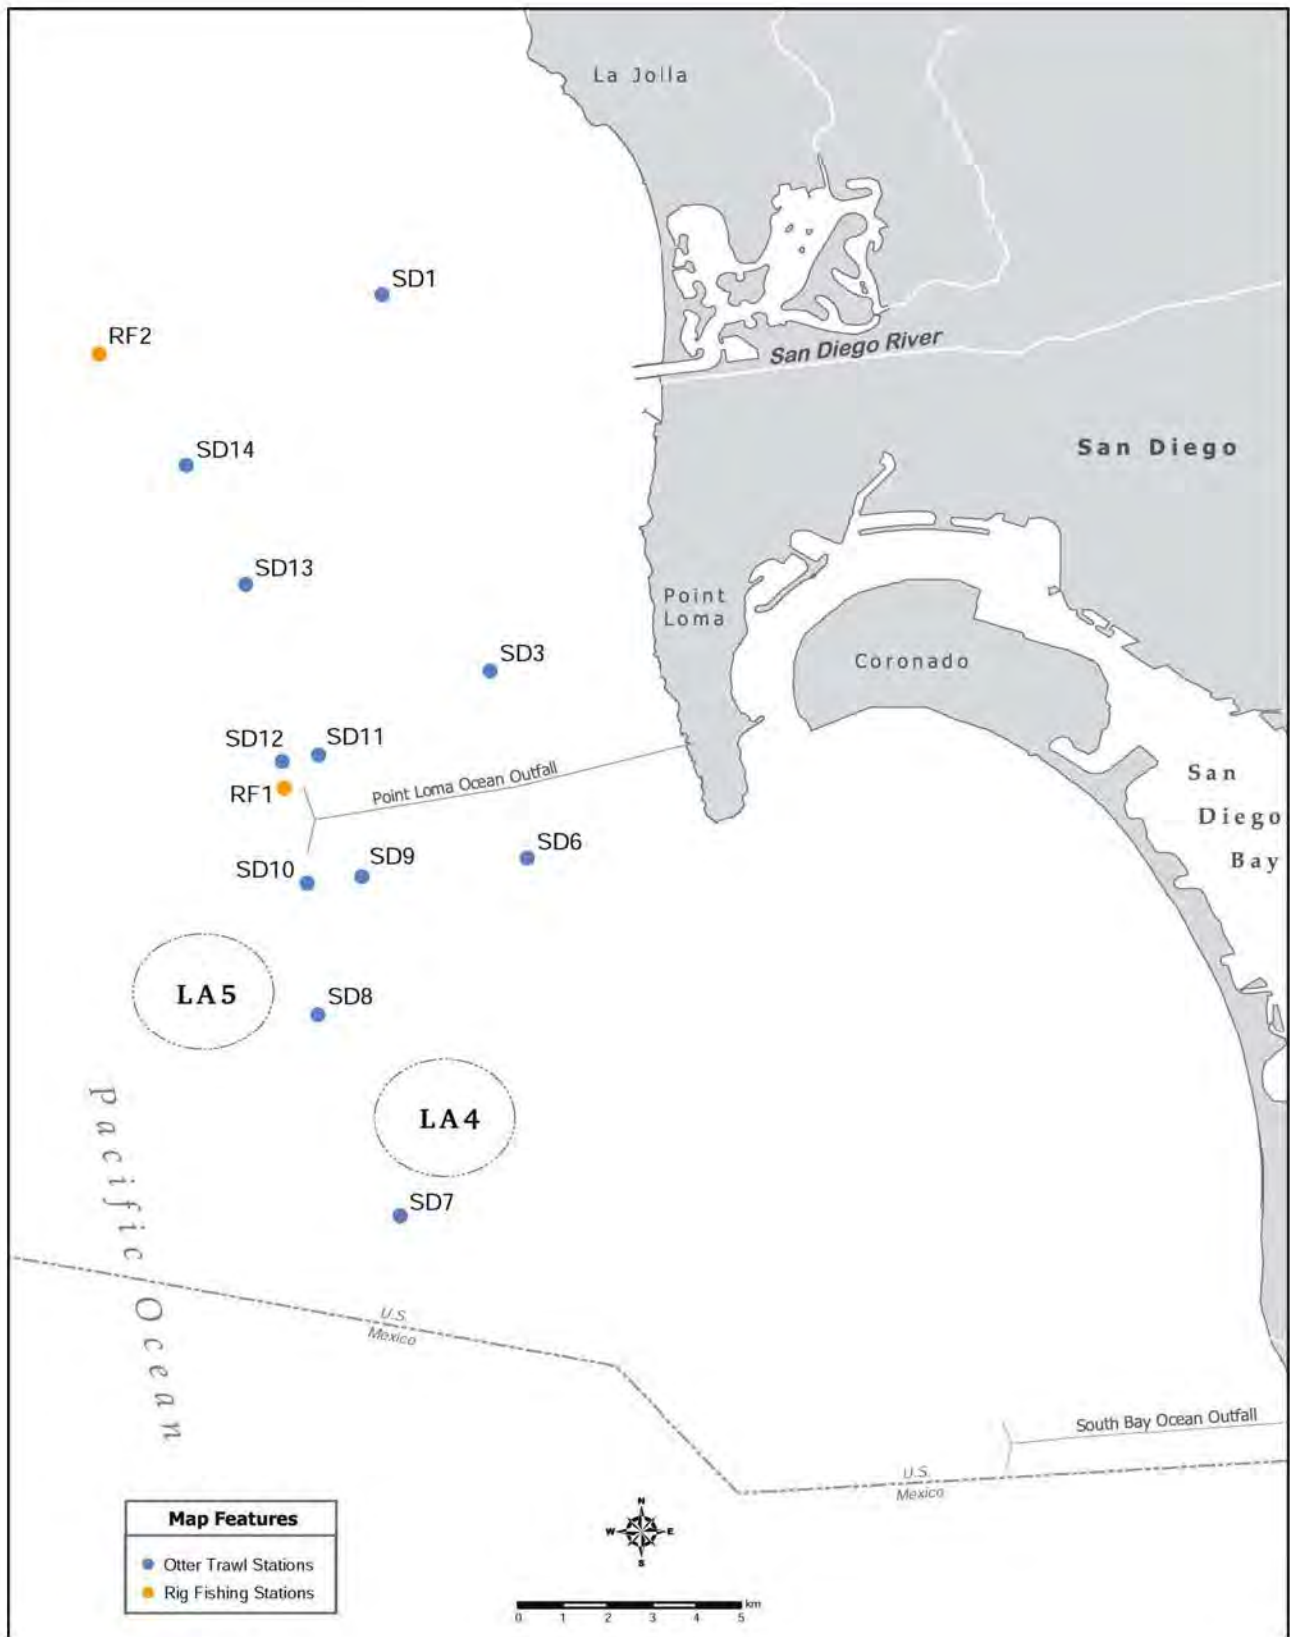 La Jolla
SD1
RF2
San Diego River
SD14
San Diego
SD13
Point
Loma
SD3
Coronado
SD12
SD11
RF1
Point Loma Ocean Outfall
San
Diego
Bay
SD6
SD9
SD10
LA5
SD8
LA4
SD7
Pacific Ocean
U.S.
Mexico
South Bay Ocean Outfall
U.S.
Mexico
Map Features
Otter Trawl Stations
Rig Fishing Stations
N
W E
S
km
0 1 2 3 4 5